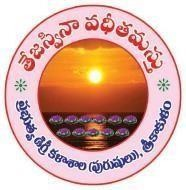 తేజస్వినా వధీతమస్తు
ప్రభుత్వ డిగ్రీ కళాశాల (పురుషులు), శ్రీకాకుళం